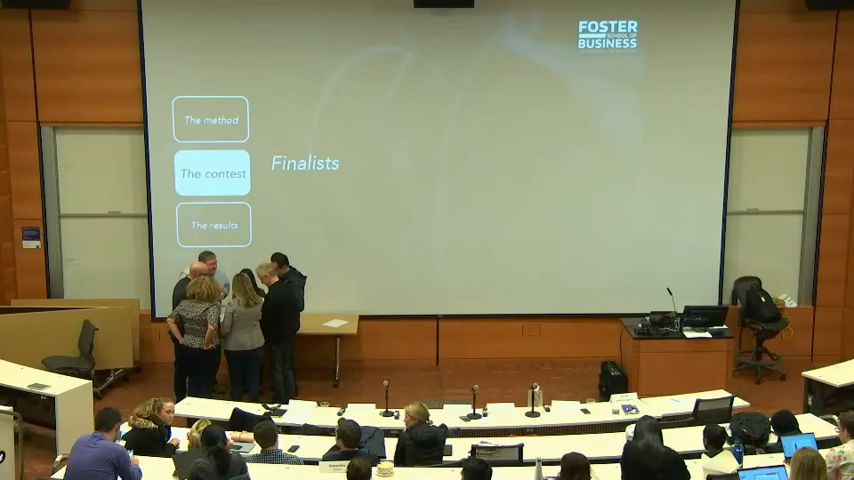 FOSTER
SCHOOL OF
BUSINESS
The method
The contest
Finalists
The results